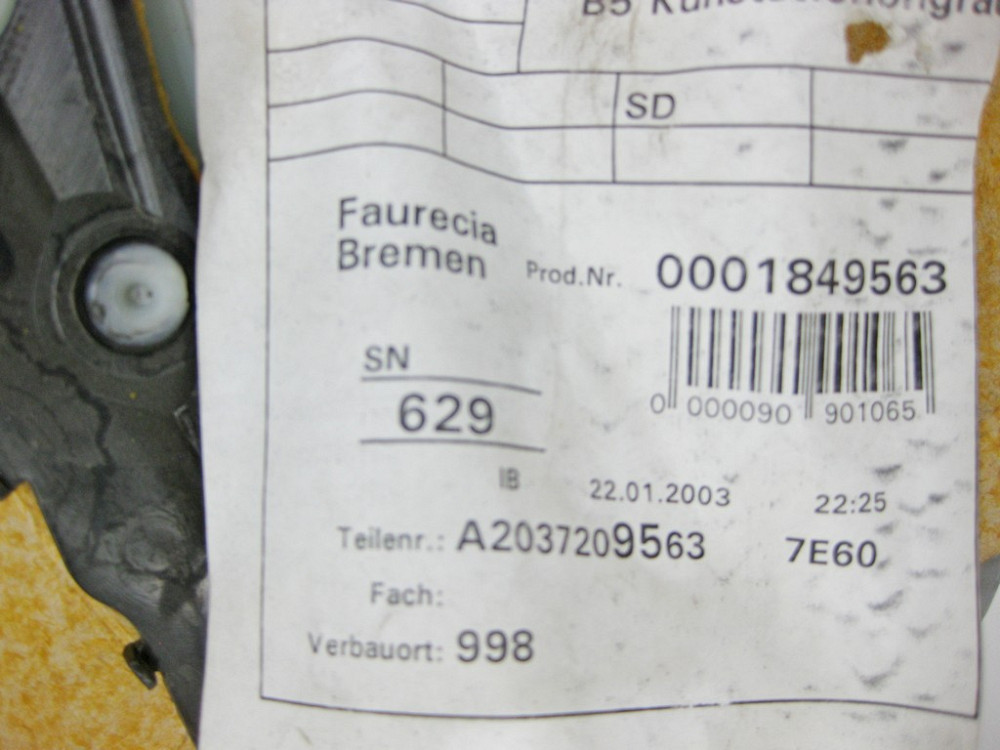 B5
SD
Faurecia
Bremen
Prod.Nr. 0001849563
0 000090 901065
SN
629
IB 22.01.2003 22:25
Teilenr.: A2037209563 7E60
Fach:
Verbauort: 998